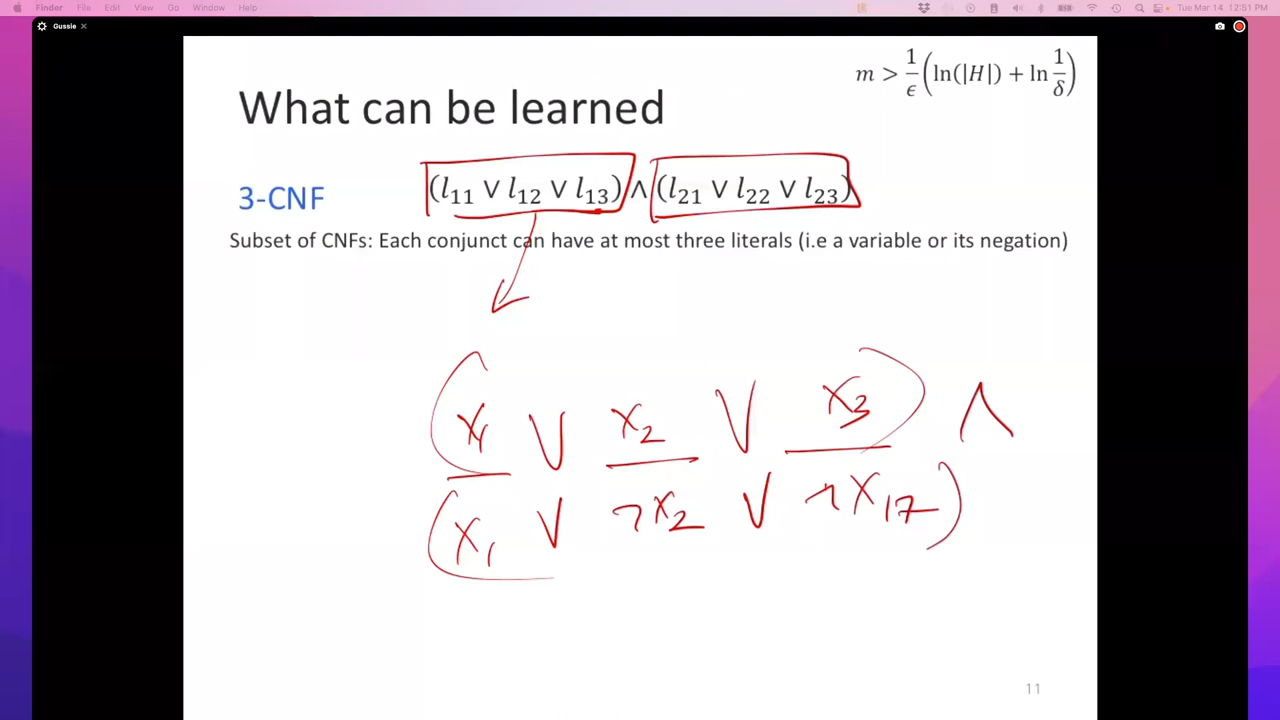 Finder File Edit View Go Window Help Tue Mar 14 12:51 PM
Gussie ×
m > 1/ϵ (ln(|H|) + ln 1/δ)
What can be learned
3-CNF (l₁₁ ∨ l₁₂ ∨ l₁₃) ∧ (l₂₁ ∨ l₂₂ ∨ l₂₃)
Subset of CNFs: Each conjunct can have at most three literals (i.e a variable or its negation)
(x₁ ∨ x₂ ∨ x₃) ∧
(x₁ ∨ ¬x₂ ∨ ¬x₁₇)
11